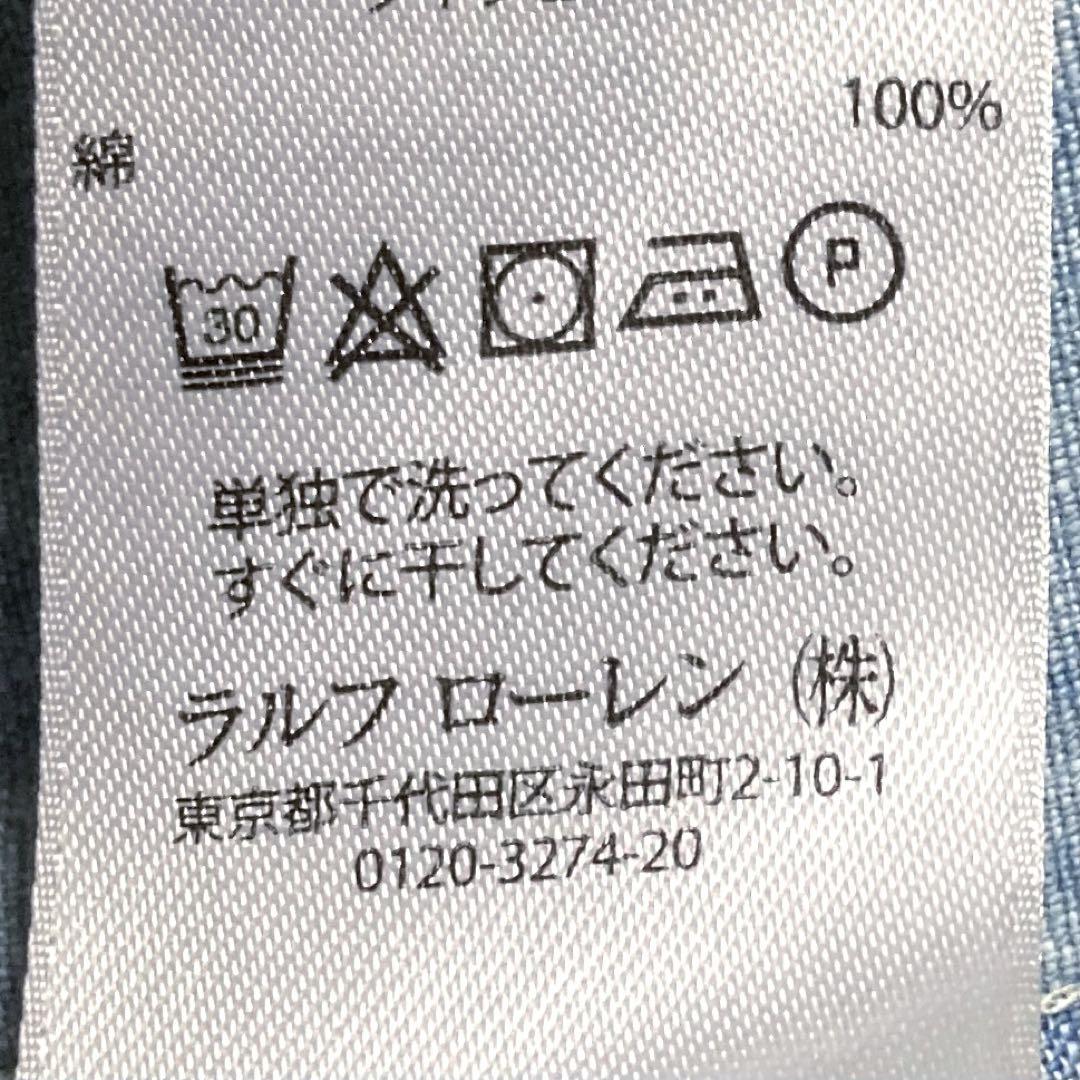 綿 100%
30 P
単独で洗ってください。
すぐに干してください。
ラルフ ローレン ㈱
東京都千代田区永田町2-10-1
0120-3274-20